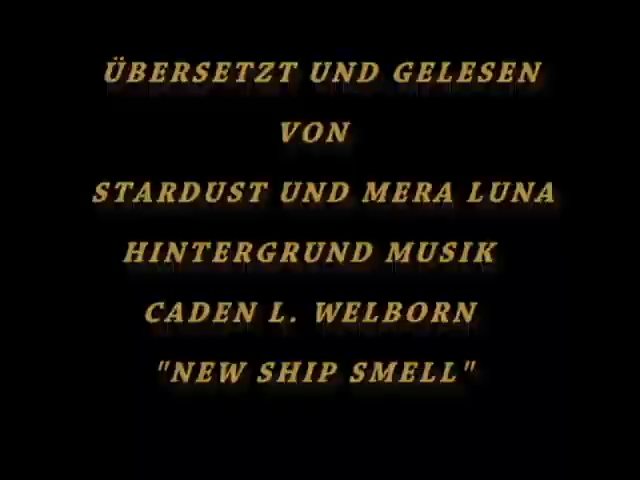 ÜBERSETZT UND GELESEN
VON
STARDUST UND MERA LUNA
HINTERGRUND MUSIK
CADEN L. WELBORN
"NEW SHIP SMELL"